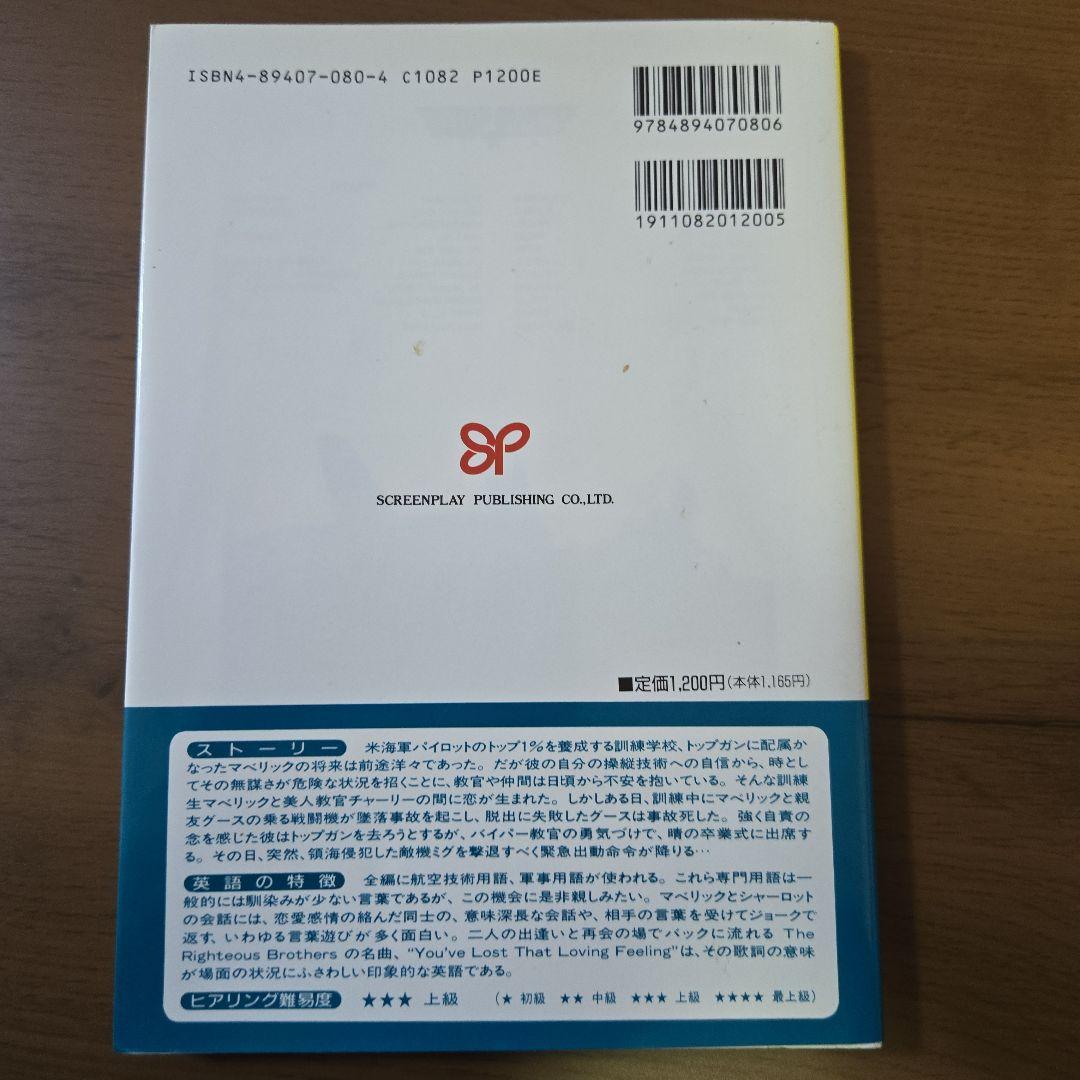 ISBN4-89407-080-4 C1082 P1200E
9784894070806
1911082012005
SP
SCREENPLAY PUBLISHING CO.,LTD.
■定価1,200円(本体1,165円)
ストーリー 米海軍パイロットのトップ1%を養成する訓練学校、トップガンに配属か
なったマベリックの将来は前途洋々であった。だが彼の自分の操縦技術への自信から、時とし
てその無謀さが危険な状況を招くことに、教官や仲間は日頃から不安を抱いている。そんな訓練
生マベリックと美人教官チャーリーの間に恋が生まれた。しかしある日、訓練中にマベリックと親
友グースの乗る戦闘機が墜落事故を起こし、脱出に失敗したグースは事故死した。強く自責の
念を感じた彼はトップガンを去ろうとするが、バイパー教官の勇気づけで、晴の卒業式に出席す
る。その日、突然、領海侵犯した敵機ミグを撃退すべく緊急出動命令が降りる…
英語の特徴 全編に航空技術用語、軍事用語が使われる。これら専門用語は一
般的には馴染みが少ない言葉であるが、この機会に是非親しみたい。マベリックとシャーロット
の会話には、恋愛感情の絡んだ同士の、意味深長な会話や、相手の言葉を受けてジョークで
返す、いわゆる言葉遊びが多く面白い。二人の出逢いと再会の場でバックに流れる The
Righteous Brothers の名曲、“You've Lost That Loving Feeling”は、その歌詞の意味
が場面の状況にふさわしい印象的な英語である。
ヒアリング難易度 ★★★ 上級 (★ 初級 ★★ 中級 ★★★ 上級 ★★★★ 最上級)